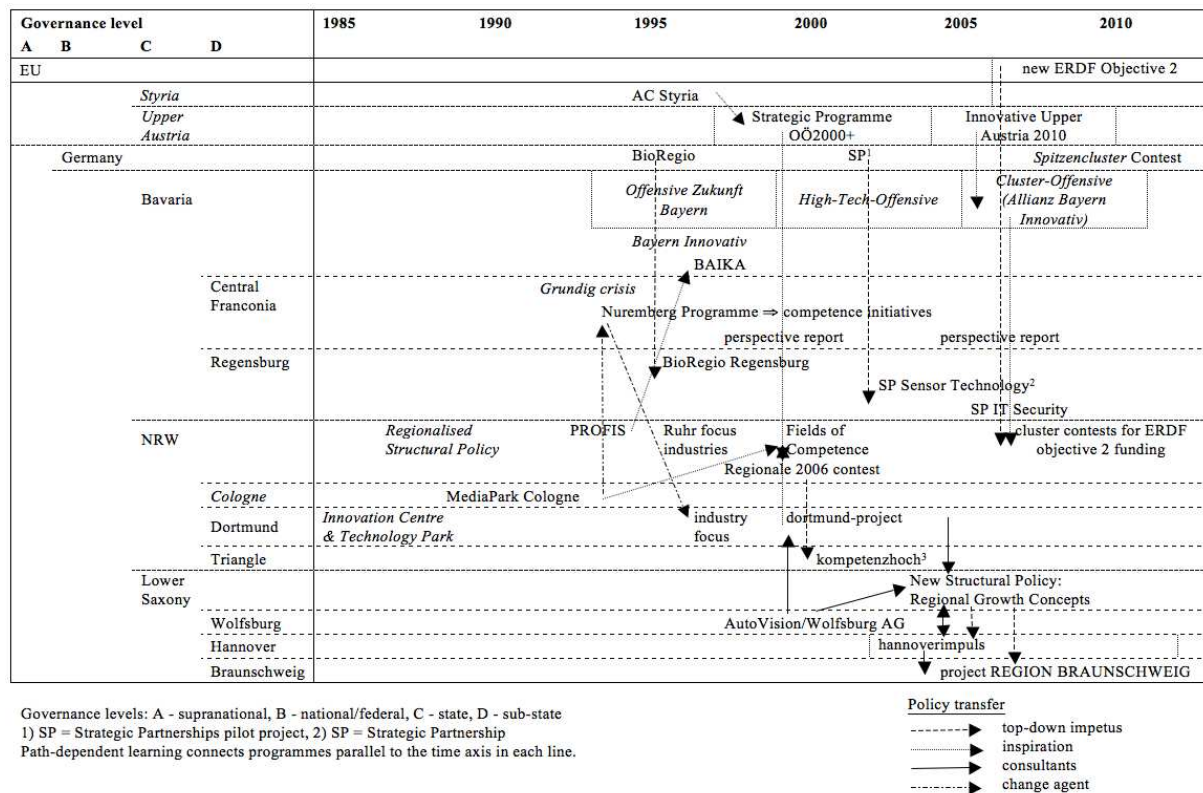 Governance level 1985 1990 1995 2000 2005 2010
A B C D
EU new ERDF Objective 2
Styria AC Styria
Upper Strategic Programme Innovative Upper
Austria OÖ2000+ Austria 2010
Germany BioRegio SP¹ Spitzencluster Contest
Bavaria Offensive Zukunft Bayern High-Tech-Offensive Cluster-Offensive
(Allianz Bayern
Innovativ)
Bayern Innovativ
BAIKA
Central Grundig crisis
Franconia Nuremberg Programme ⇒ competence initiatives
perspective report perspective report
Regensburg BioRegio Regensburg
SP Sensor Technology²
SP IT Security
NRW Regionalised PROFIS Ruhr focus Fields of cluster contests for ERDF
Structural Policy industries Competence objective 2 funding
Regionale 2006 contest
Cologne MediaPark Cologne
Dortmund Innovation Centre industry dortmund-project
& Technology Park focus
Triangle kompetenzhoch³
Lower New Structural Policy:
Saxony Regional Growth Concepts
Wolfsburg AutoVision/Wolfsburg AG
Hannover hannoverimpuls
Braunschweig project REGION BRAUNSCHWEIG
Governance levels: A - supranational, B - national/federal, C - state, D - sub-state
1) SP = Strategic Partnerships pilot project, 2) SP = Strategic Partnership
Path-dependent learning connects programmes parallel to the time axis in each line.
Policy transfer
top-down impetus
inspiration
consultants
change agent